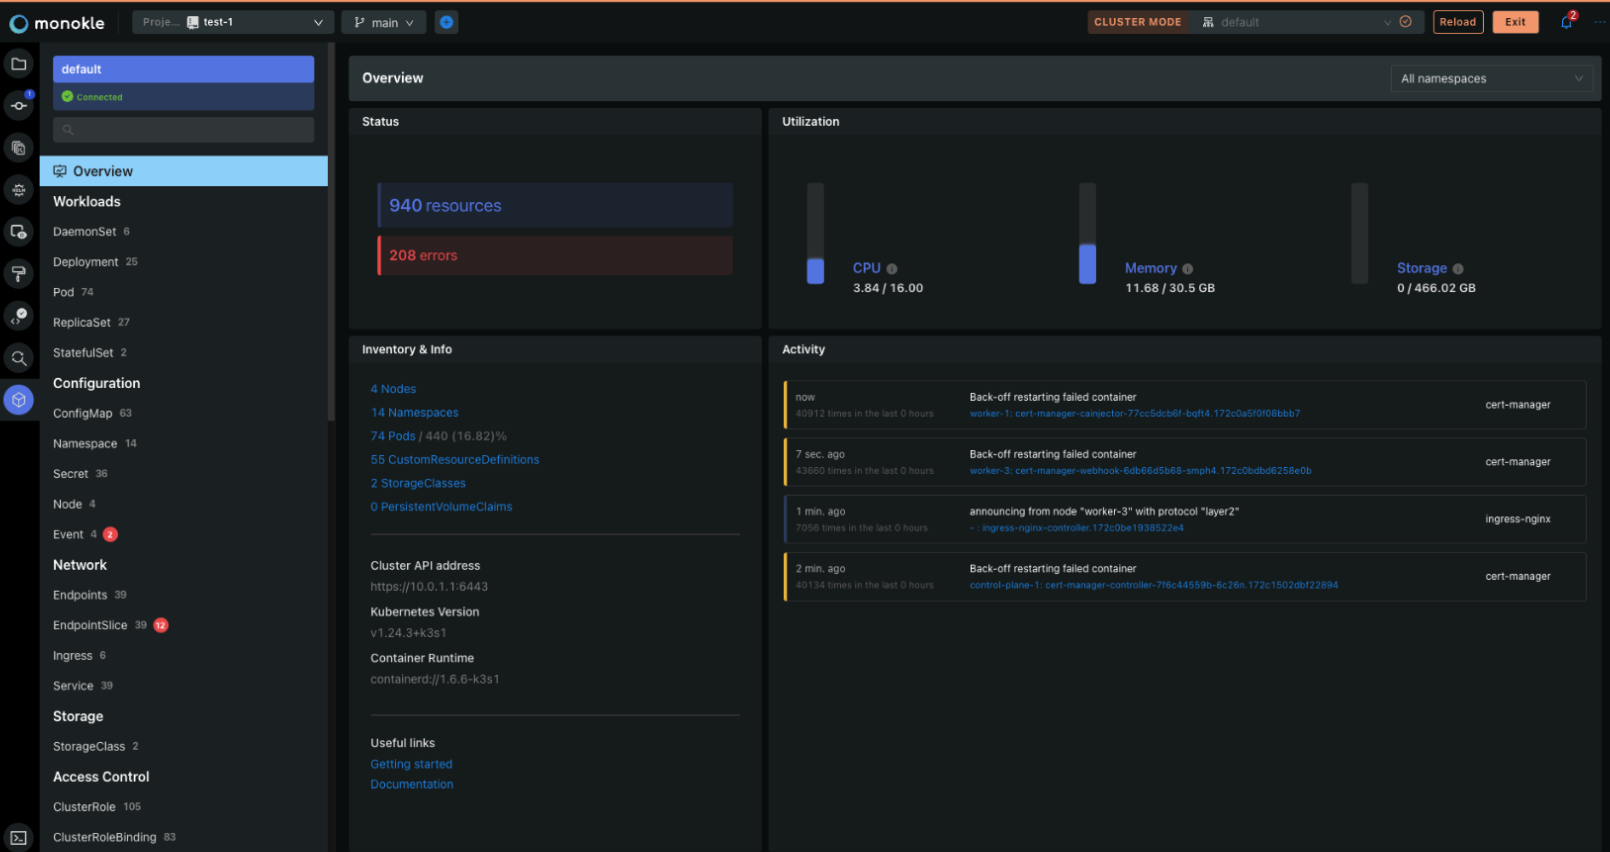 monokle
Proje... test-1
main
CLUSTER MODE
default
Reload
Exit
2
...
1
default
Connected
Overview
Workloads
DaemonSet 6
Deployment 25
Pod 74
ReplicaSet 27
StatefulSet 2
Configuration
ConfigMap 63
Namespace 14
Secret 36
Node 4
Event 4 2
Network
Endpoints 39
EndpointSlice 39 12
Ingress 6
Service 39
Storage
StorageClass 2
Access Control
ClusterRole 105
ClusterRoleBinding 83
HELM
Overview
All namespaces
Status
940 resources
208 errors
Utilization
CPU
3.84 / 16.00
Memory
11.68 / 30.5 GB
Storage
0 / 466.02 GB
Inventory & Info
4 Nodes
14 Namespaces
74 Pods / 440 (16.82)%
55 CustomResourceDefinitions
2 StorageClasses
0 PersistentVolumeClaims
Cluster API address
https://10.0.1.1:6443
Kubernetes Version
v1.24.3+k3s1
Container Runtime
containerd://1.6.6-k3s1
Useful links
Getting started
Documentation
Activity
now
40912 times in the last 0 hours
Back-off restarting failed container
worker-1: cert-manager-cainjector-77cc5dcb6f-bqft4.172c0a5f0f08bbb7
cert-manager
7 sec. ago
43660 times in the last 0 hours
Back-off restarting failed container
worker-3: cert-manager-webhook-6db66d5b68-smph4.172c0bdbd6258e0b
cert-manager
1 min. ago
7056 times in the last 0 hours
announcing from node "worker-3" with protocol "layer2"
- : ingress-nginx-controller.172c0be1938522e4
ingress-nginx
2 min. ago
40134 times in the last 0 hours
Back-off restarting failed container
control-plane-1: cert-manager-controller-7f6c44559b-6c26n.172c1502dbf22894
cert-manager